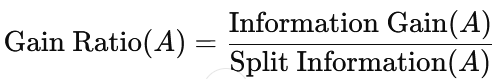 Gain Ratio(A) = Information Gain(A) / Split Information(A)